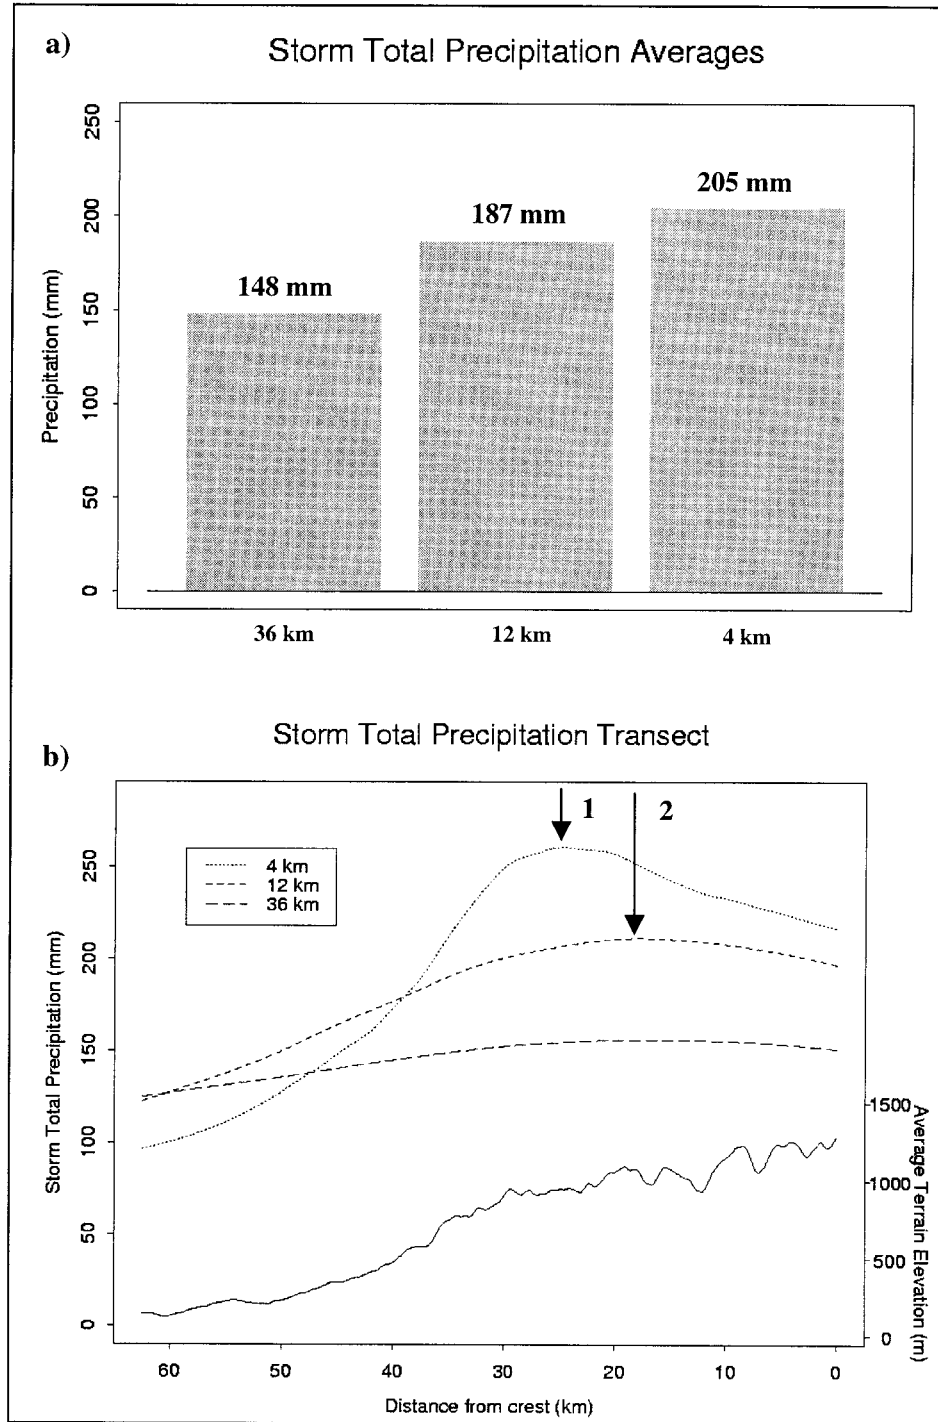 a)
Storm Total Precipitation Averages
250
200
150
100
50
0
Precipitation (mm)
148 mm
187 mm
205 mm
36 km
12 km
4 km
b)
Storm Total Precipitation Transect
1
2
4 km
12 km
36 km
250
200
150
100
50
0
Storm Total Precipitation (mm)
1500
1000
500
0
Average Terrain Elevation (m)
60
50
40
30
20
10
0
Distance from crest (km)